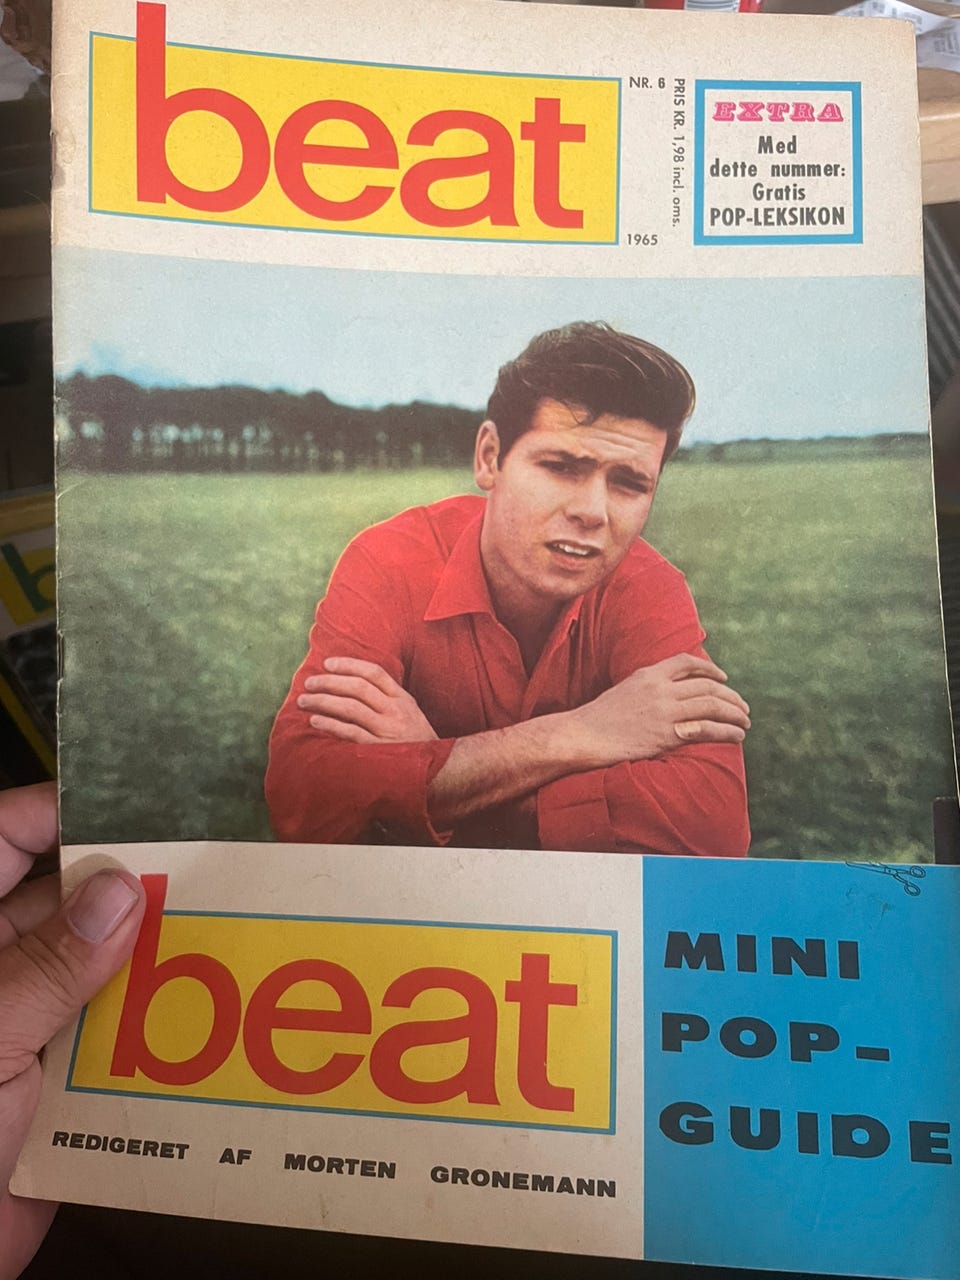 beat
NR. 6
PRIS KR. 1,98 incl. oms.
1965
EXTRA
Med
dette nummer:
Gratis
POP-LEKSIKON
beat
REDIGERET AF MORTEN GRONEMANN
MINI
POP-
GUIDE